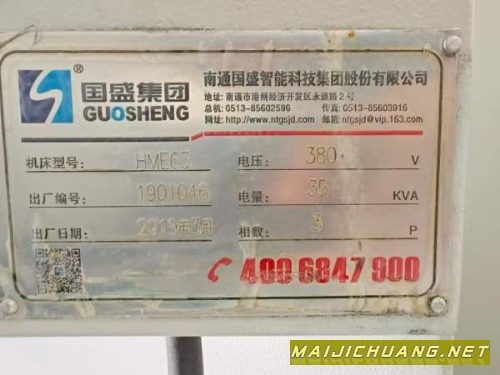 国盛集团®
GUOSHENG
南通国盛智能科技集团股份有限公司
地址: 南通市港闸经济开发区永通路2号
总机: 0513-85602596 传真: 0513-85603916
网址: http://www.ntgsjd.com ntgsjd@vip.163.com
机床型号: HME63 电压: 380 V
出厂编号: 1901046 电量: 35 KVA
出厂日期: 2019年3月 相数: 3 P
400 6847 900
MAIJICHUANG.NET